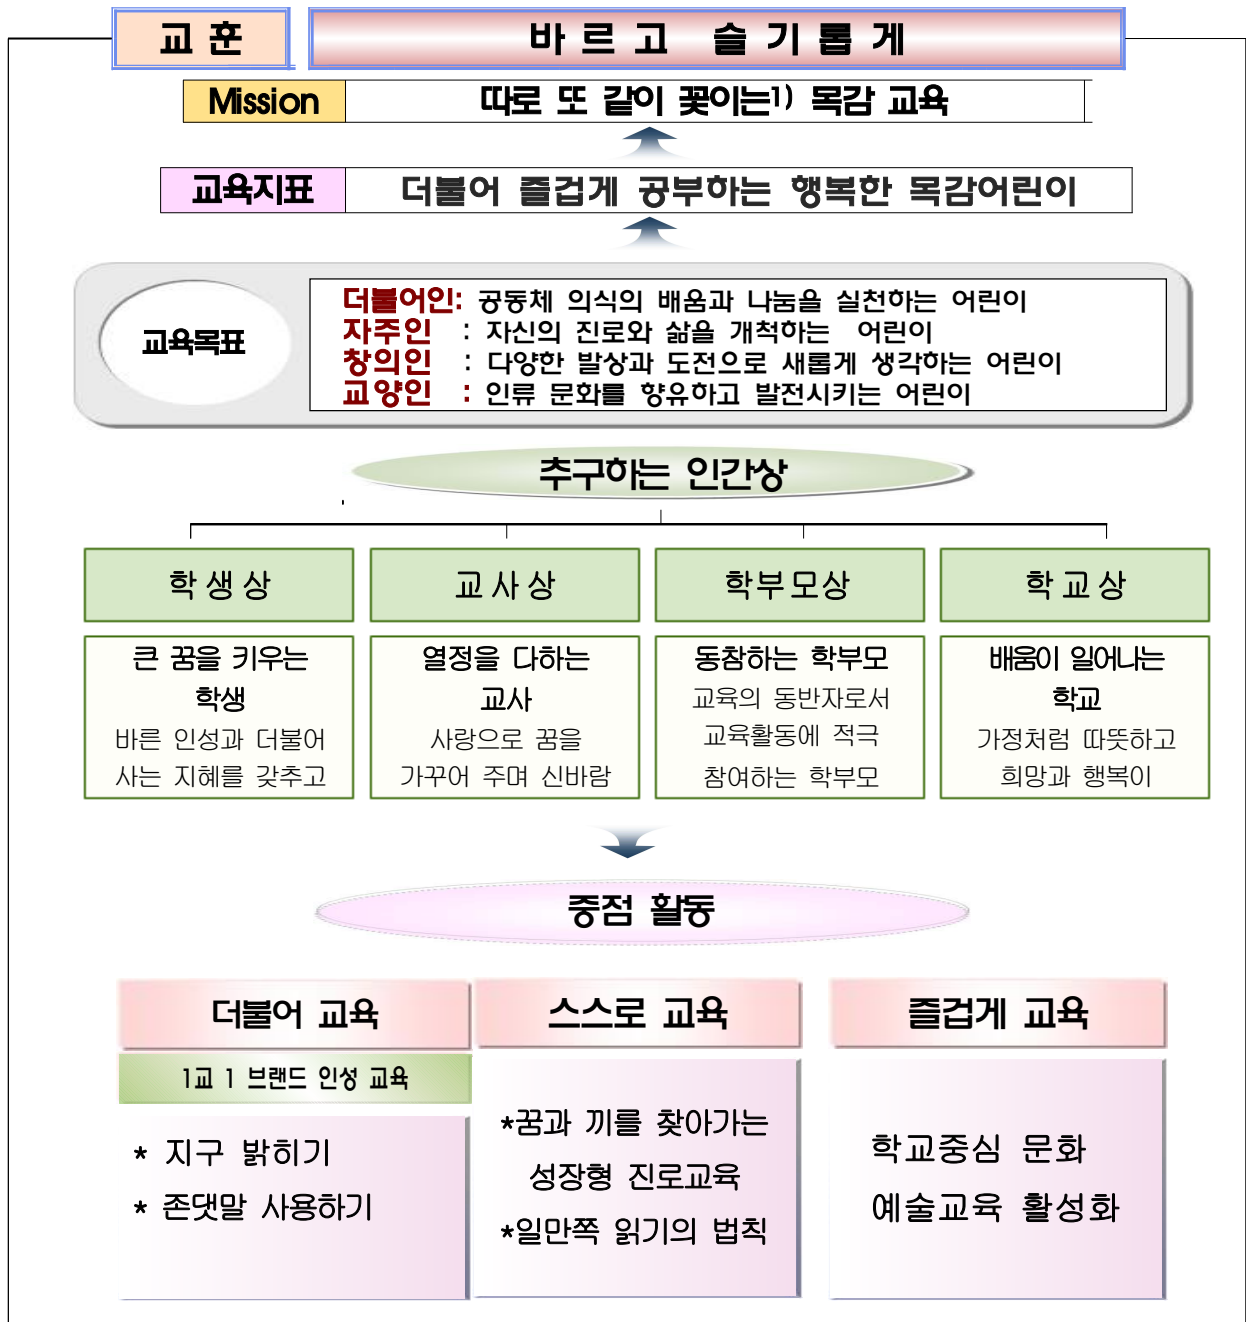 교 훈 바 르 고 슬 기 롭 게
Mission 따로 또 같이 꽃이는1) 목감 교육
교육지표 더불어 즐겁게 공부하는 행복한 목감어린이
교육목표
더불어인: 공동체 의식의 배움과 나눔을 실천하는 어린이
자주인 : 자신의 진로와 삶을 개척하는 어린이
창의인 : 다양한 발상과 도전으로 새롭게 생각하는 어린이
교양인 : 인류 문화를 향유하고 발전시키는 어린이
추구하는 인간상
학생상
큰 꿈을 키우는
학생
바른 인성과 더불어
사는 지혜를 갖추고
교사상
열정을 다하는
교사
사랑으로 꿈을
가꾸어 주며 신바람
학부모상
동참하는 학부모
교육의 동반자로서
교육활동에 적극
참여하는 학부모
학교상
배움이 일어나는
학교
가정처럼 따뜻하고
희망과 행복이
중점 활동
더불어 교육
1교 1 브랜드 인성 교육
* 지구 밝히기
* 존댓말 사용하기
스스로 교육
*꿈과 끼를 찾아가는
성장형 진로교육
*일만쪽 읽기의 법칙
즐겁게 교육
학교중심 문화
예술교육 활성화